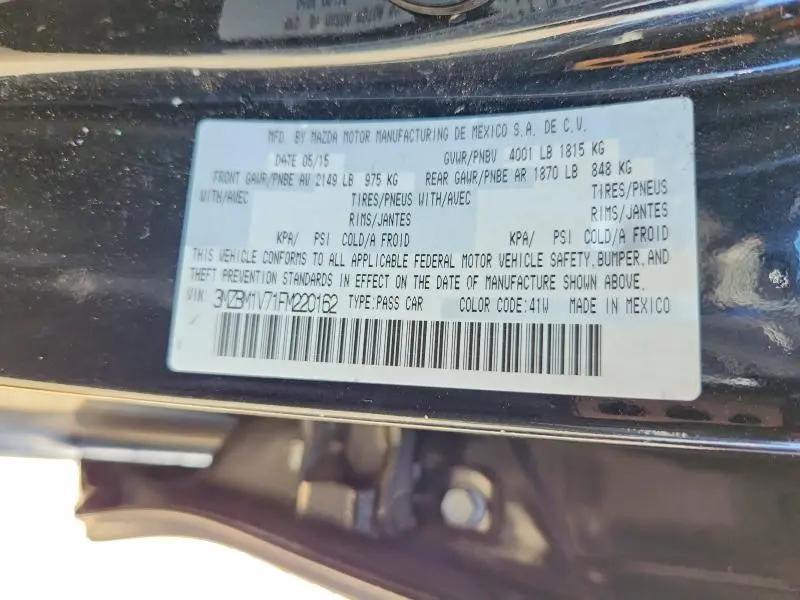 MFD. BY MAZDA MOTOR MANUFACTURING DE MEXICO S.A. DE C.V.
DATE 05/15 GVWR/PNBV 4001 LB 1815 KG
FRONT GAWR/PNBE AV 2149 LB 975 KG REAR GAWR/PNBE AR 1870 LB 848 KG
WITH/AVEC TIRES/PNEUS WITH/AVEC TIRES/PNEUS
RIMS/JANTES RIMS/JANTES
KPA/ PSI COLD/A FROID KPA/ PSI COLD/A FROID
THIS VEHICLE CONFORMS TO ALL APPLICABLE FEDERAL MOTOR VEHICLE SAFETY, BUMPER, AND
THEFT PREVENTION STANDARDS IN EFFECT ON THE DATE OF MANUFACTURE SHOWN ABOVE.
VIN: 3MZBM1V71FM220162 TYPE:PASS CAR COLOR CODE:41W MADE IN MEXICO